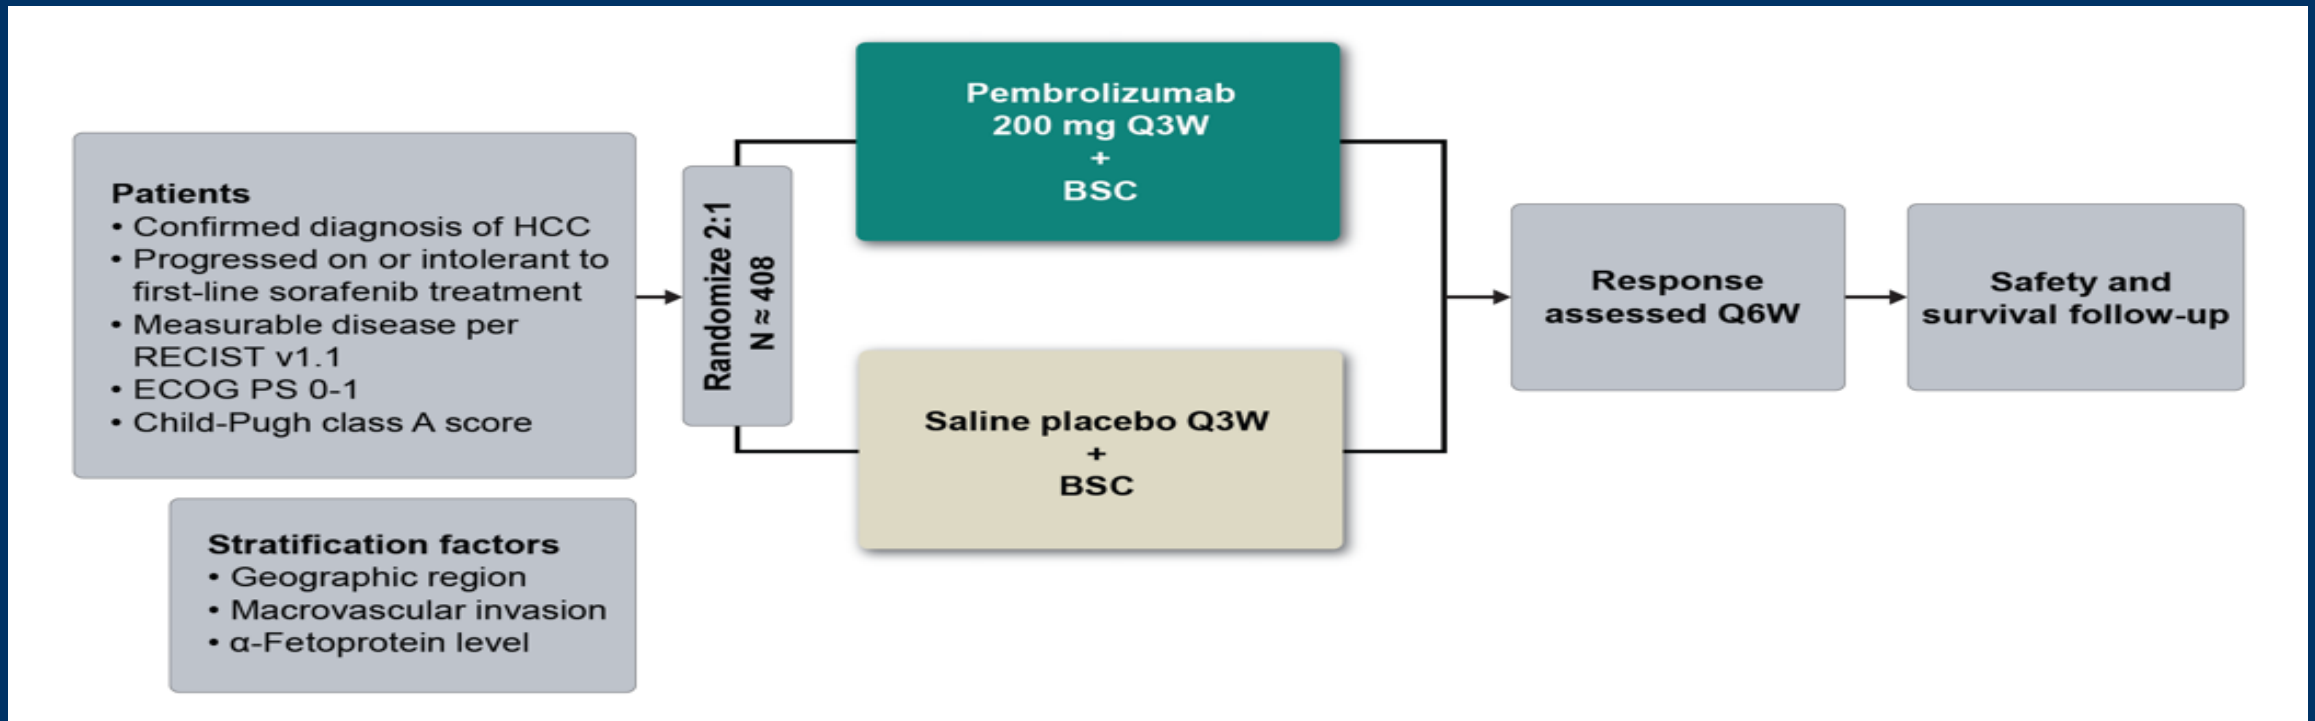 Patients
• Confirmed diagnosis of HCC
• Progressed on or intolerant to
first-line sorafenib treatment
• Measurable disease per
RECIST v1.1
• ECOG PS 0-1
• Child-Pugh class A score
Stratification factors
• Geographic region
• Macrovascular invasion
• α-Fetoprotein level
Randomize 2:1
N ≈ 408
Pembrolizumab
200 mg Q3W
+
BSC
Saline placebo Q3W
+
BSC
Response
assessed Q6W
Safety and
survival follow-up